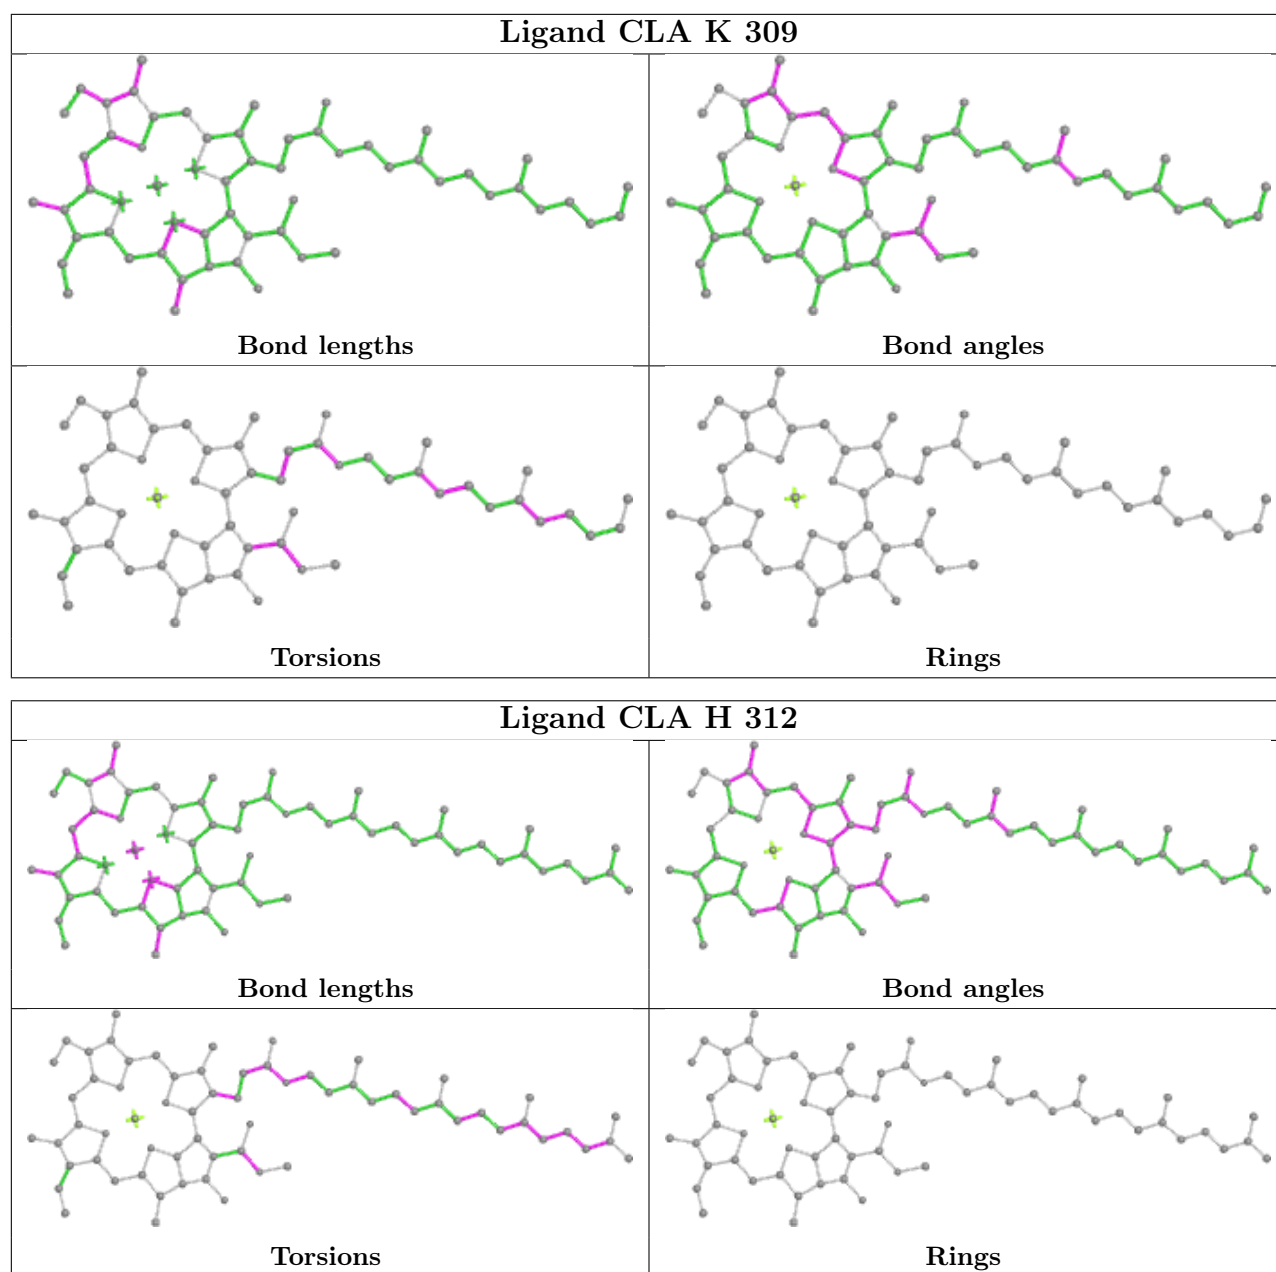 Ligand CLA K 309
Bond lengths
Bond angles
Torsions
Rings
Ligand CLA H 312
Bond lengths
Bond angles
Torsions
Rings